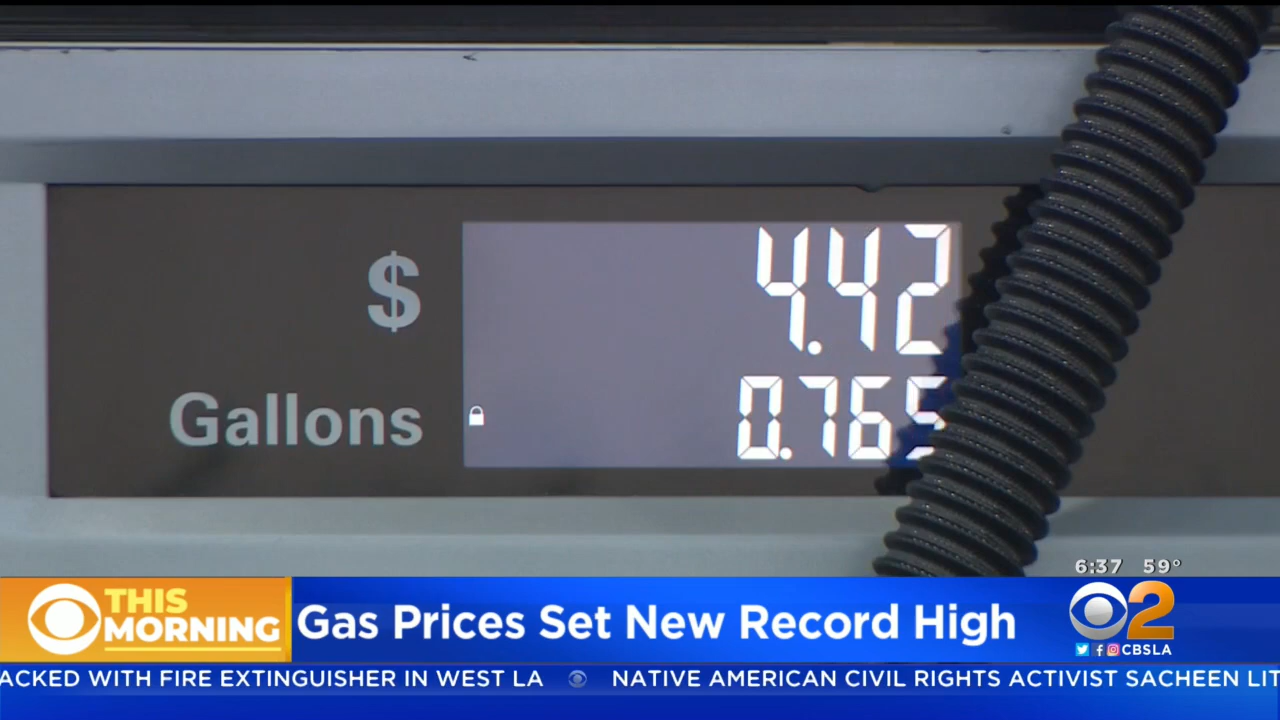 $ 4.42
Gallons 0.765
6:37 59°
THIS
MORNING
Gas Prices Set New Record High
2
CBSLA
ACKED WITH FIRE EXTINGUISHER IN WEST LA NATIVE AMERICAN CIVIL RIGHTS ACTIVIST SACHEEN LIT